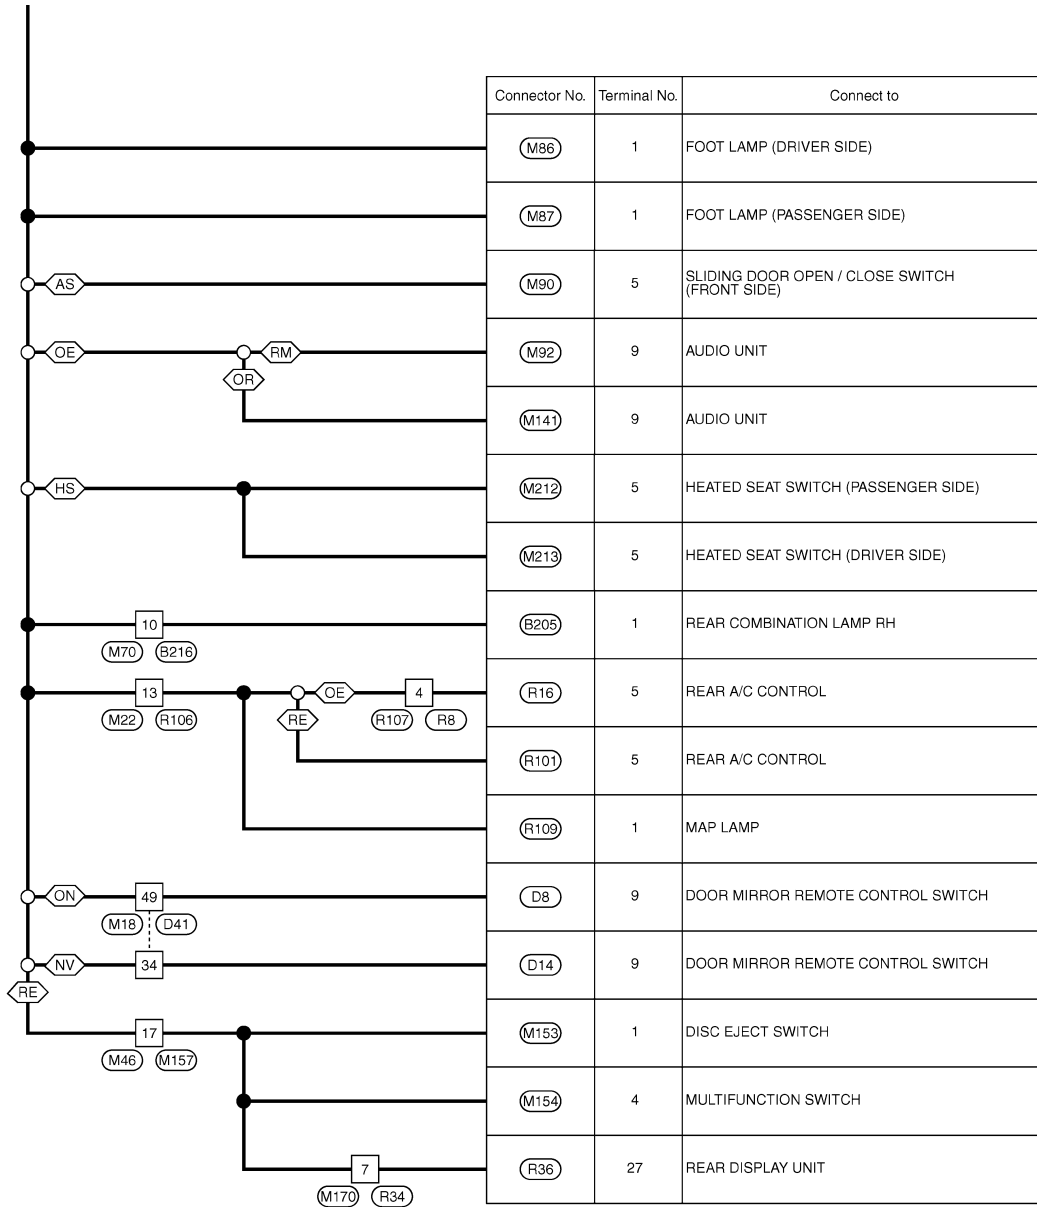 Connector No. Terminal No. Connect to
M86 1 FOOT LAMP (DRIVER SIDE)
M87 1 FOOT LAMP (PASSENGER SIDE)
AS M90 5 SLIDING DOOR OPEN / CLOSE SWITCH
(FRONT SIDE)
OE RM M92 9 AUDIO UNIT
OR
M141 9 AUDIO UNIT
HS M212 5 HEATED SEAT SWITCH (PASSENGER SIDE)
M213 5 HEATED SEAT SWITCH (DRIVER SIDE)
10 B205 1 REAR COMBINATION LAMP RH
M70 B216
13 OE 4 R16 5 REAR A/C CONTROL
M22 R106 RE R107 R8
R101 5 REAR A/C CONTROL
R109 1 MAP LAMP
ON 49 D8 9 DOOR MIRROR REMOTE CONTROL SWITCH
M18 D41
NV 34 D14 9 DOOR MIRROR REMOTE CONTROL SWITCH
RE
17 M153 1 DISC EJECT SWITCH
M46 M157
M154 4 MULTIFUNCTION SWITCH
7 R36 27 REAR DISPLAY UNIT
M170 R34